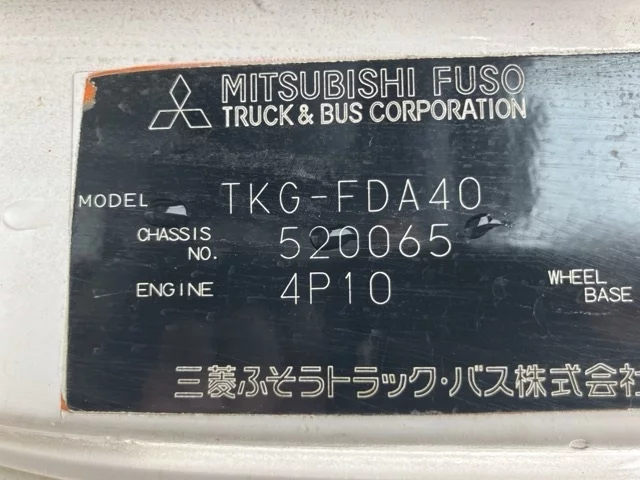 MITSUBISHI FUSO
TRUCK & BUS CORPORATION
MODEL TKG-FDA40
CHASSIS NO. 520065
ENGINE 4P10
WHEEL BASE
三菱ふそうトラック・バス株式会社